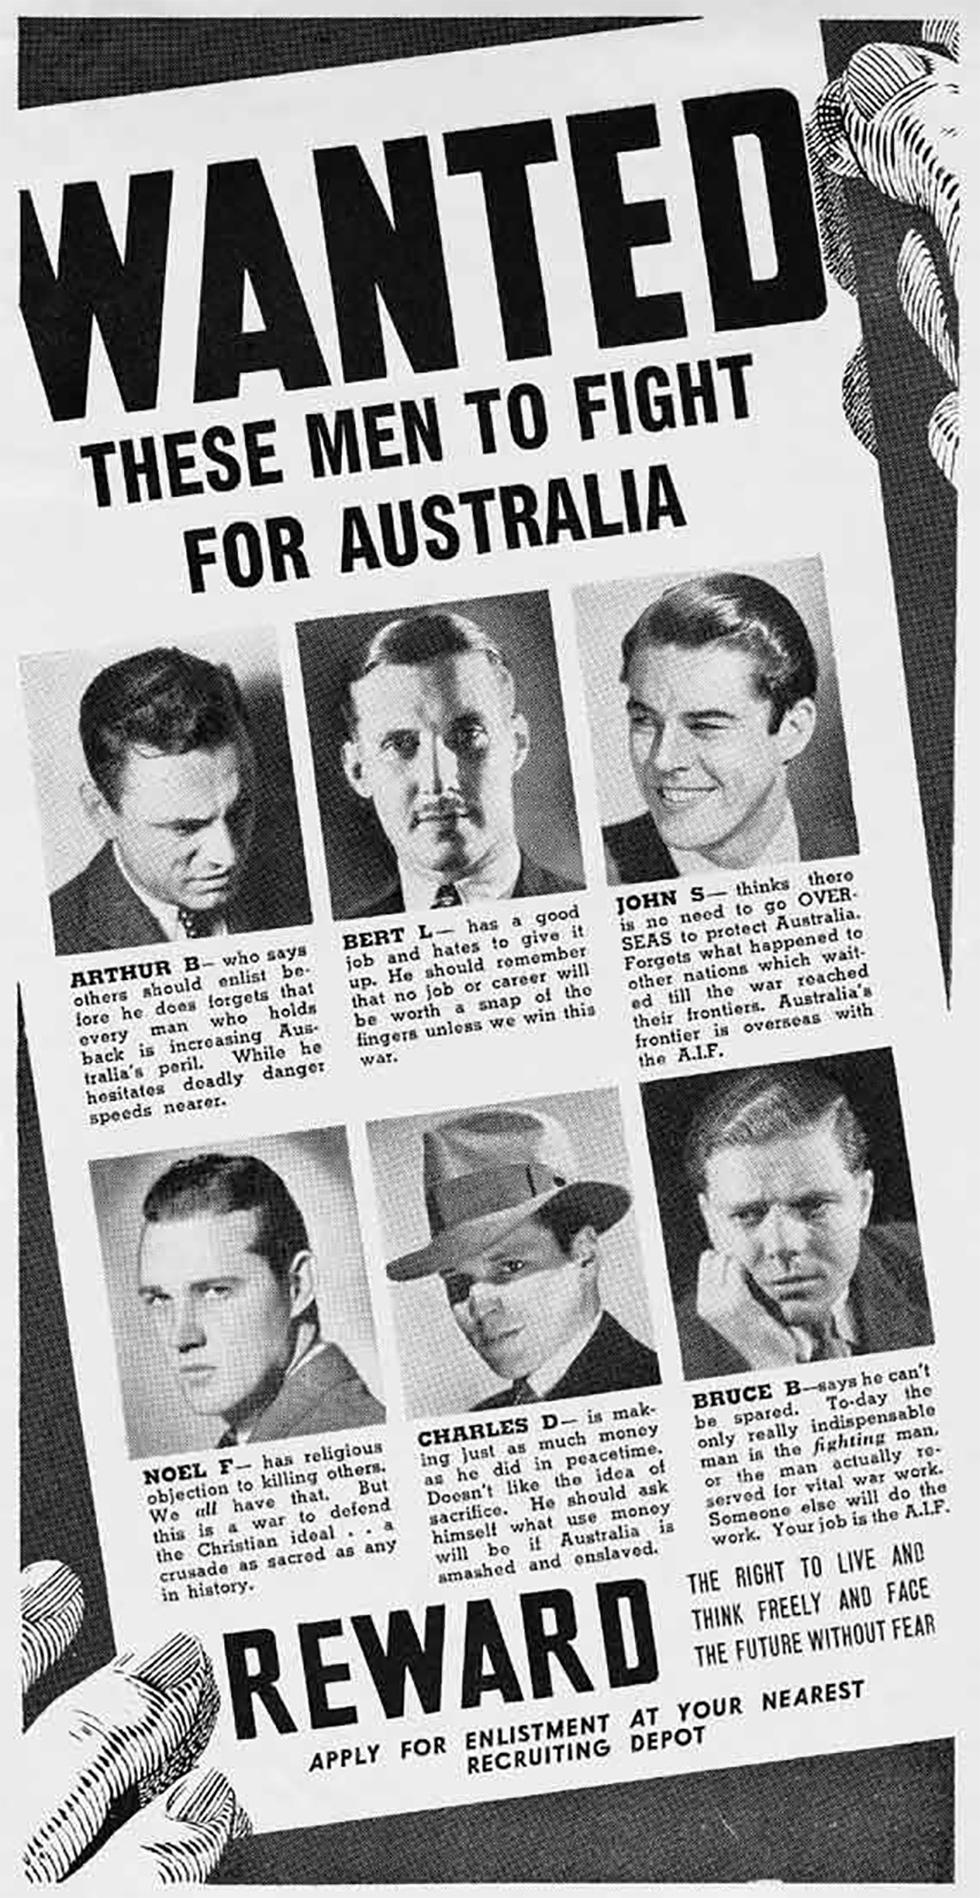 WANTED
THESE MEN TO FIGHT
FOR AUSTRALIA
ARTHUR B— who says
others should enlist be-
fore he does forgets that
every man who holds
back is increasing Aus-
tralia's peril. While he
hesitates deadly danger
speeds nearer.
BERT L— has a good
job and hates to give it
up. He should remember
that no job or career will
be worth a snap of the
fingers unless we win this
war.
JOHN S— thinks there
is no need to go OVER-
SEAS to protect Australia.
Forgets what happened to
other nations which wait-
ed till the war reached
their frontiers. Australia's
frontier is overseas with
the A.I.F.
NOEL F— has religious
objection to killing others.
We all have that. But
this is a war to defend
the Christian ideal . . a
crusade as sacred as any
in history.
CHARLES D— is mak-
ing just as much money
as he did in peacetime.
Doesn't like the idea of
sacrifice. He should ask
himself what use money
will be if Australia is
smashed and enslaved.
BRUCE B—says he can't
be spared. To-day the
only really indispensable
man is the fighting man,
or the man actually re-
served for vital war work.
Someone else will do the
work. Your job is the A.I.F.
REWARD
THE RIGHT TO LIVE AND
THINK FREELY AND FACE
THE FUTURE WITHOUT FEAR
APPLY FOR ENLISTMENT AT YOUR NEAREST
RECRUITING DEPOT